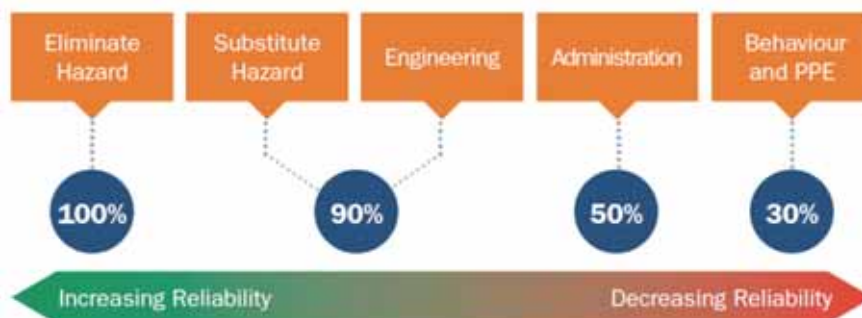 Eliminate
Hazard
Substitute
Hazard
Engineering
Administration
Behaviour
and PPE
100%
90%
50%
30%
Increasing Reliability
Decreasing Reliability